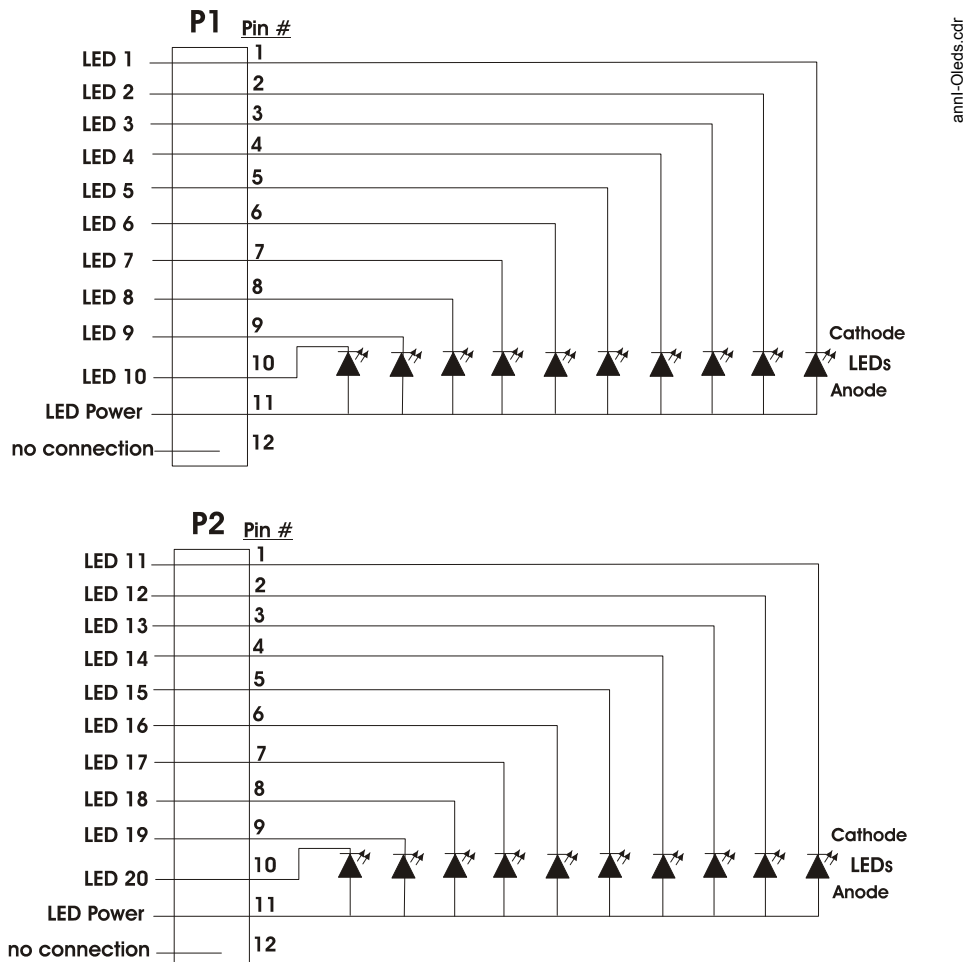 P1 Pin #
LED 1 1
LED 2 2
LED 3 3
LED 4 4
LED 5 5
LED 6 6
LED 7 7
LED 8 8
LED 9 9
LED 10 10
LED Power 11
no connection 12
Cathode
LEDs
Anode
annI-Oleds.cdr
P2 Pin #
LED 11 1
LED 12 2
LED 13 3
LED 14 4
LED 15 5
LED 16 6
LED 17 7
LED 18 8
LED 19 9
LED 20 10
LED Power 11
no connection 12
Cathode
LEDs
Anode